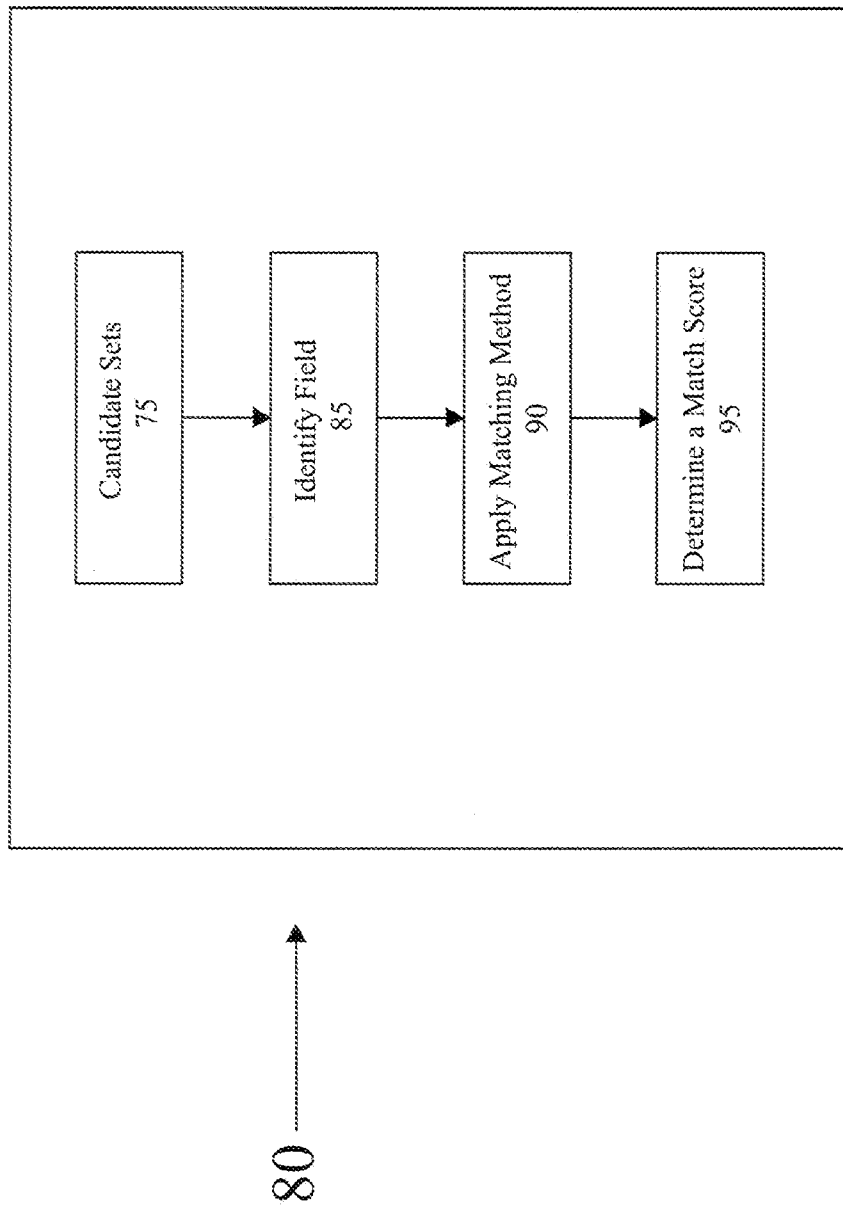 80
Candidate Sets
75
Identify Field
85
Apply Matching Method
90
Determine a Match Score
95